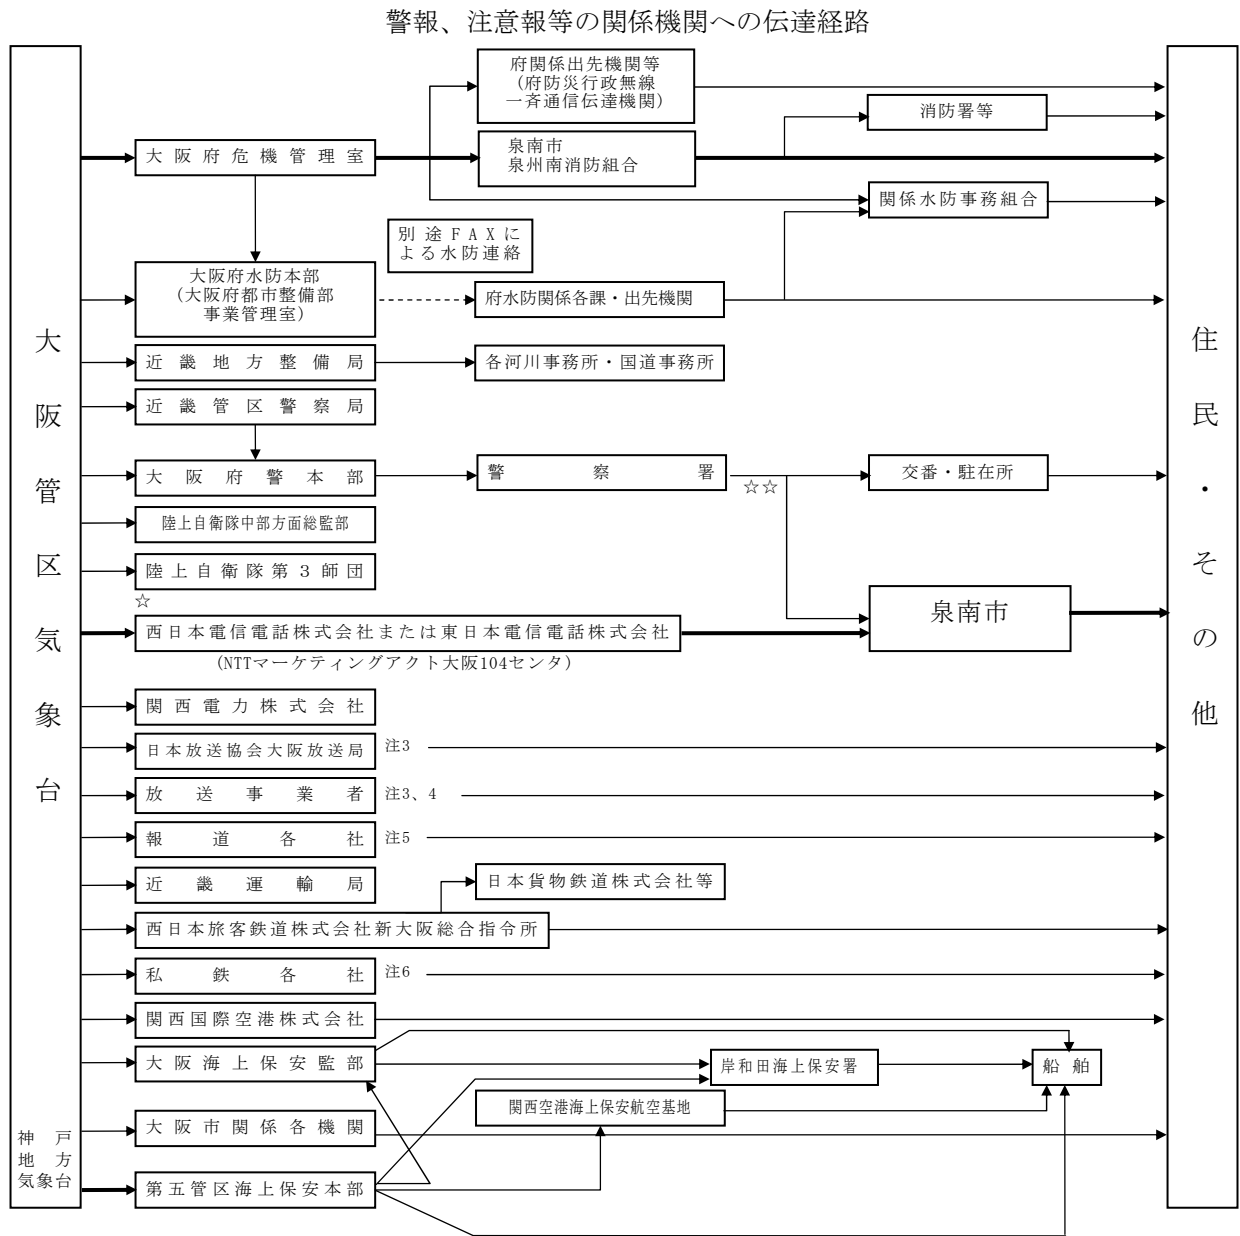 警報、注意報等の関係機関への伝達経路
大阪管区気象台
神戸
地方
気象台
府関係出先機関等
(府防災行政無線
一斉通信伝達機関)
消防署等
大阪府危機管理室
泉南市
泉州南消防組合
関係水防事務組合
別途FAXに
よる水防連絡
大阪府水防本部
(大阪府都市整備部
事業管理室)
府水防関係各課・出先機関
近畿地方整備局
各河川事務所・国道事務所
近畿管区警察局
大阪府警本部
警察署
☆☆
交番・駐在所
陸上自衛隊中部方面総監部
陸上自衛隊第3師団
☆
西日本電信電話株式会社または東日本電信電話株式会社
(NTTマーケティングアクト大阪104センタ)
泉南市
関西電力株式会社
日本放送協会大阪放送局 注3
放送事業者 注3、4
報道各社 注5
近畿運輸局
日本貨物鉄道株式会社等
西日本旅客鉄道株式会社新大阪総合指令所
私鉄各社 注6
関西国際空港株式会社
大阪海上保安監部
岸和田海上保安署
船舶
関西空港海上保安航空基地
大阪市関係各機関
第五管区海上保安本部
住民・その他